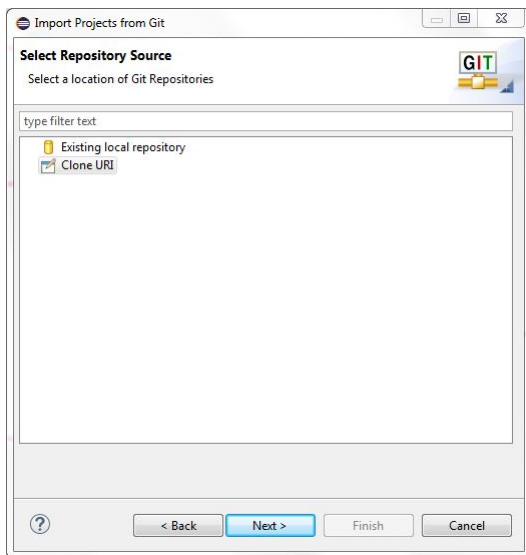 Import Projects from Git
Select Repository Source
Select a location of Git Repositories
GIT
type filter text
Existing local repository
Clone URI
?
< Back
Next >
Finish
Cancel